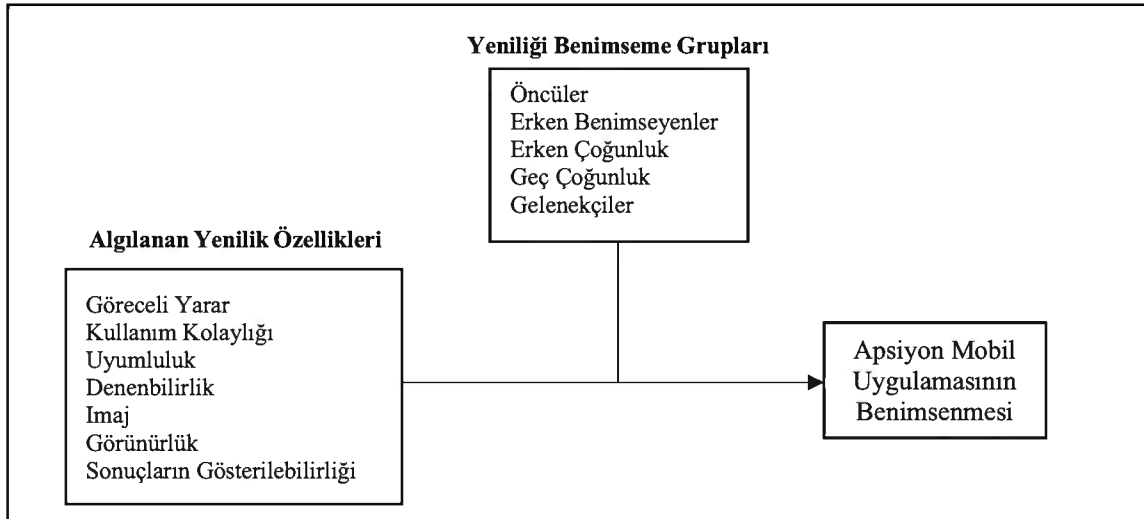 Yeniliği Benimseme Grupları
Öncüler
Erken Benimseyenler
Erken Çoğunluk
Geç Çoğunluk
Gelenekçiler
Algılanan Yenilik Özellikleri
Göreceli Yarar
Kullanım Kolaylığı
Uyumluluk
Denenbilirlik
Imaj
Görünürlük
Sonuçların Gösterilebilirliği
Apsiyon Mobil
Uygulamasının
Benimsenmesi